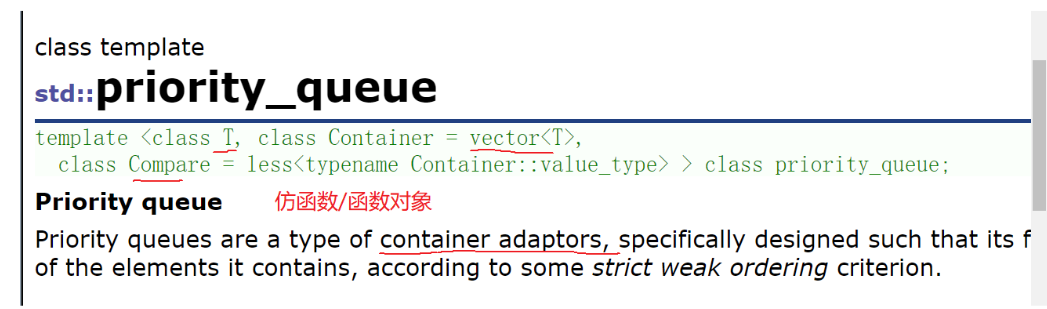 class template
std::priority_queue
template <class T, class Container = vector<T>,
class Compare = less<typename Container::value_type> > class priority_queue;
Priority queue 仿函数/函数对象
Priority queues are a type of container adaptors, specifically designed such that its f
of the elements it contains, according to some strict weak ordering criterion.